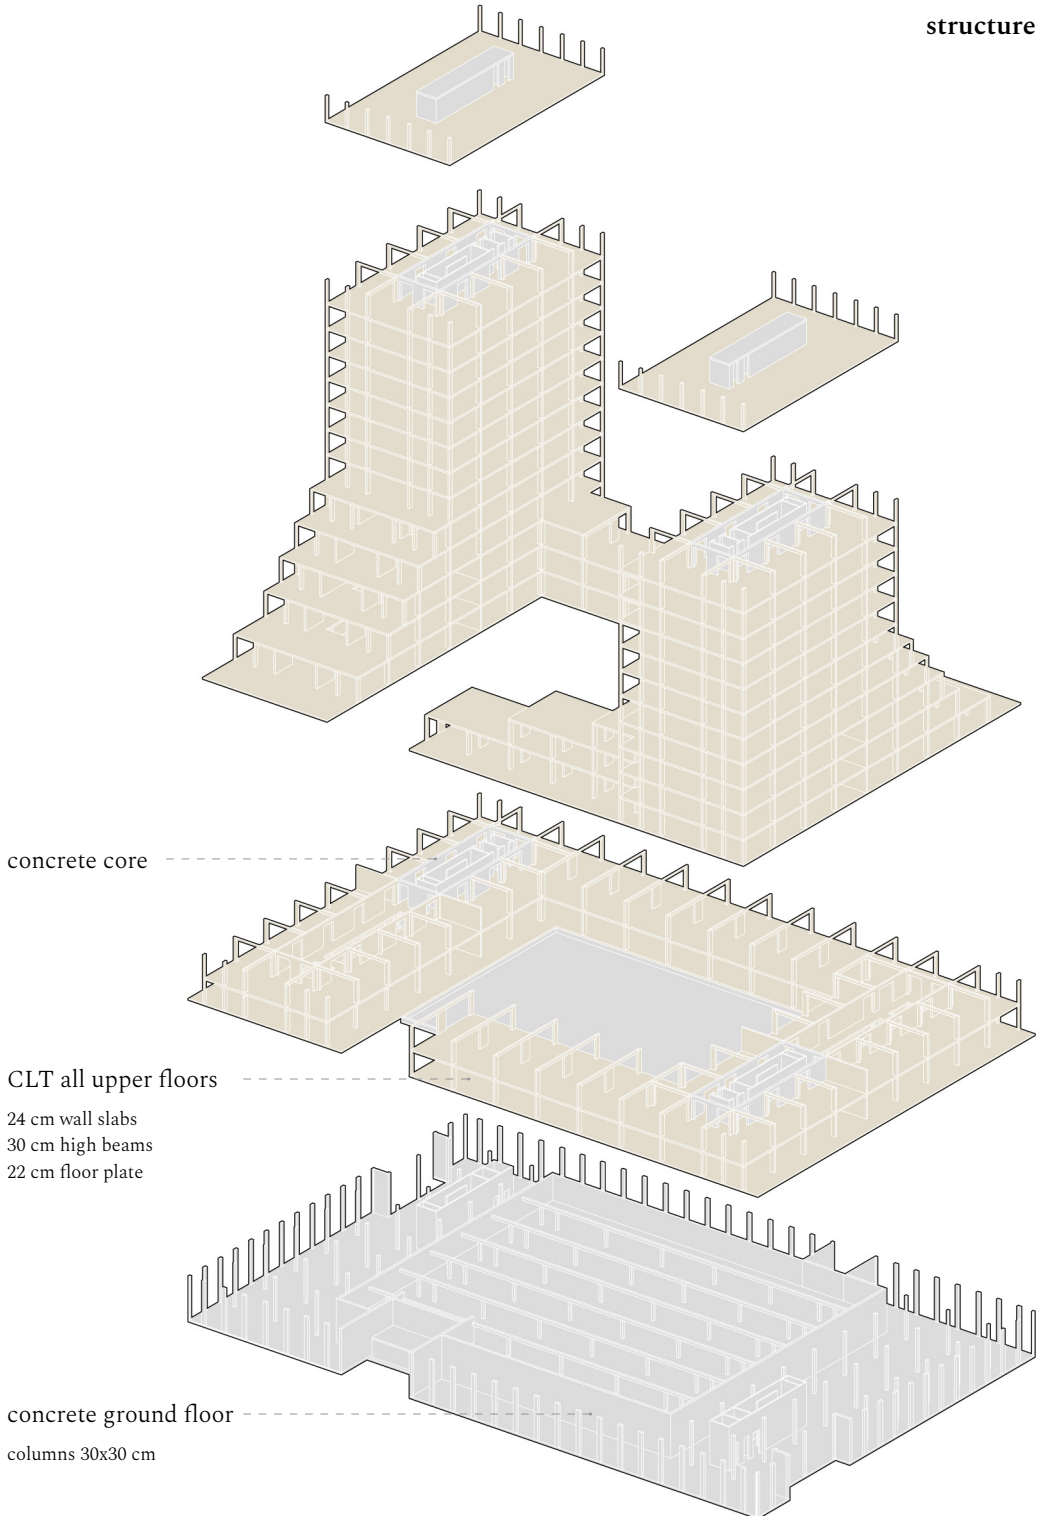 structure
concrete core
CLT all upper floors
24 cm wall slabs
30 cm high beams
22 cm floor plate
concrete ground floor
columns 30x30 cm